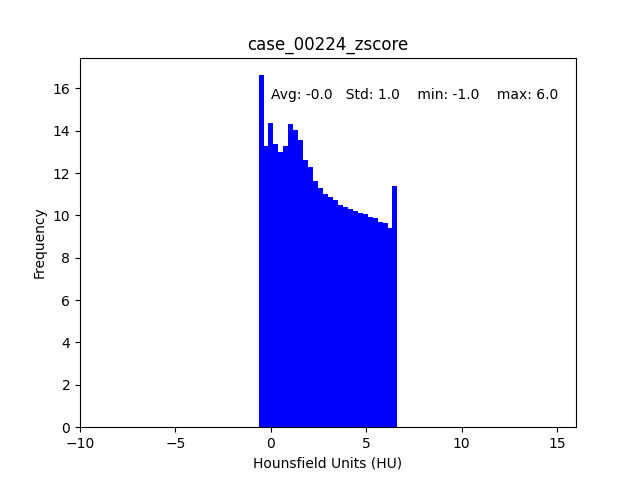 case_00224_zscore
Avg: -0.0 Std: 1.0 min: -1.0 max: 6.0
16
14
12
10
8
6
4
2
0
Frequency
−10 −5 0 5 10 15
Hounsfield Units (HU)